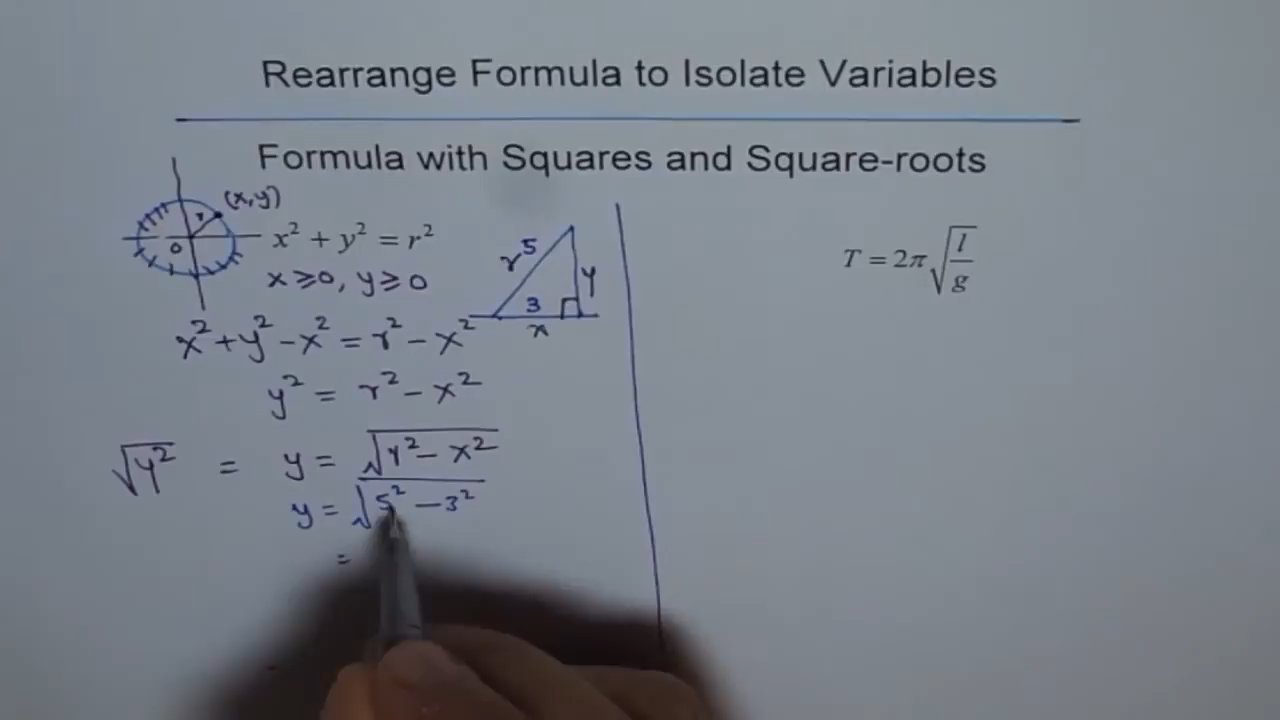 Rearrange Formula to Isolate Variables
Formula with Squares and Square-roots
(x,y)
r
0
x² + y² = r²
x ≥ 0, y ≥ 0
r 5
y
3
x
x² + y² - x² = r² - x²
y² = r² - x²
√y² = y = √r² - x²
y = √5² - 3²
=
T = 2π√l/g